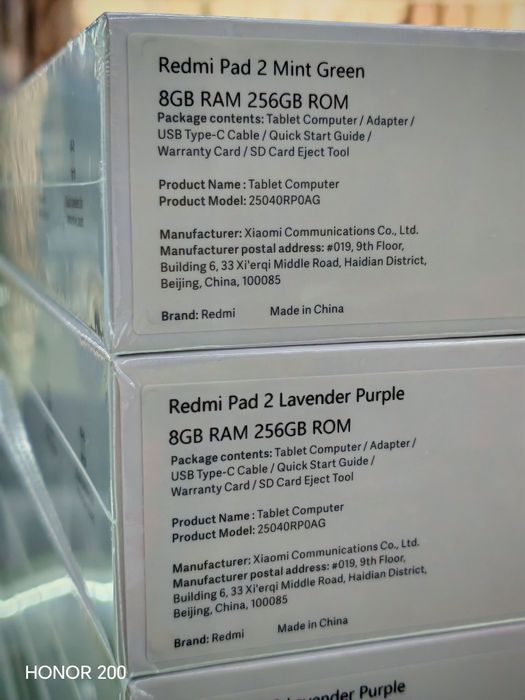 Redmi Pad 2 Mint Green
8GB RAM 256GB ROM
Package contents: Tablet Computer / Adapter /
USB Type-C Cable / Quick Start Guide /
Warranty Card / SD Card Eject Tool
Product Name : Tablet Computer
Product Model: 25040RP0AG
Manufacturer: Xiaomi Communications Co., Ltd.
Manufacturer postal address: #019, 9th Floor,
Building 6, 33 Xi'erqi Middle Road, Haidian District,
Beijing, China, 100085
Brand: Redmi Made in China
Redmi Pad 2 Lavender Purple
8GB RAM 256GB ROM
Package contents: Tablet Computer / Adapter /
USB Type-C Cable / Quick Start Guide /
Warranty Card / SD Card Eject Tool
Product Name : Tablet Computer
Product Model: 25040RP0AG
Manufacturer: Xiaomi Communications Co., Ltd.
Manufacturer postal address: #019, 9th Floor,
Building 6, 33 Xi'erqi Middle Road, Haidian District,
Beijing, China, 100085
Brand: Redmi Made in China
Purple
HONOR 200